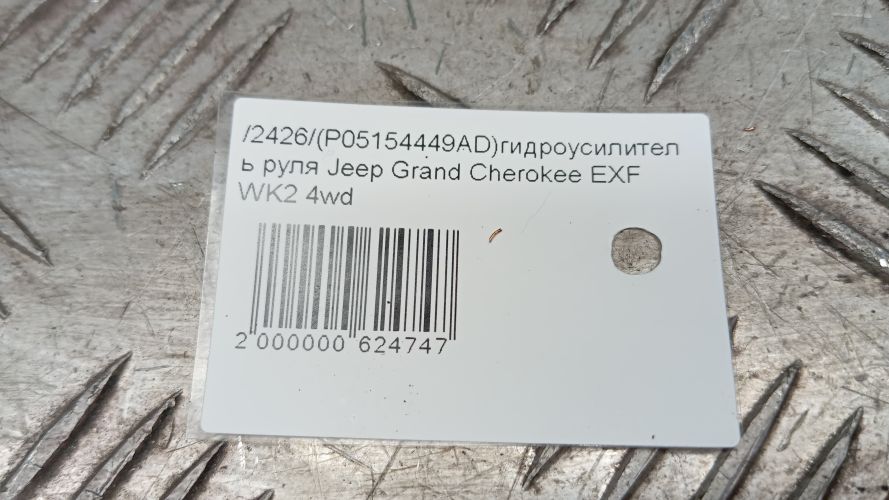 /2426/(P05154449AD)гидроусилител
ь руля Jeep Grand Cherokee EXF
WK2 4wd
2 000000 624747